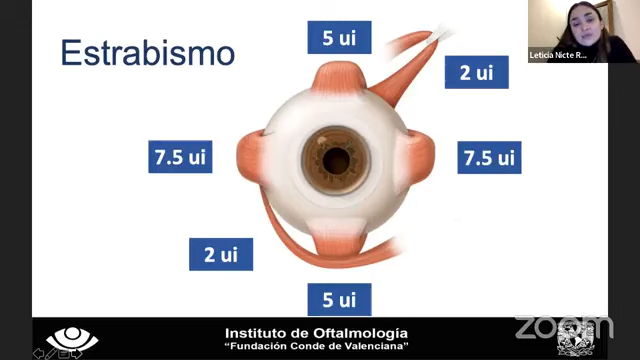 Estrabismo
5 ui
2 ui
7.5 ui
7.5 ui
2 ui
5 ui
Leticia Nicte R...
Instituto de Oftalmología
“Fundación Conde de Valenciana”
zoom